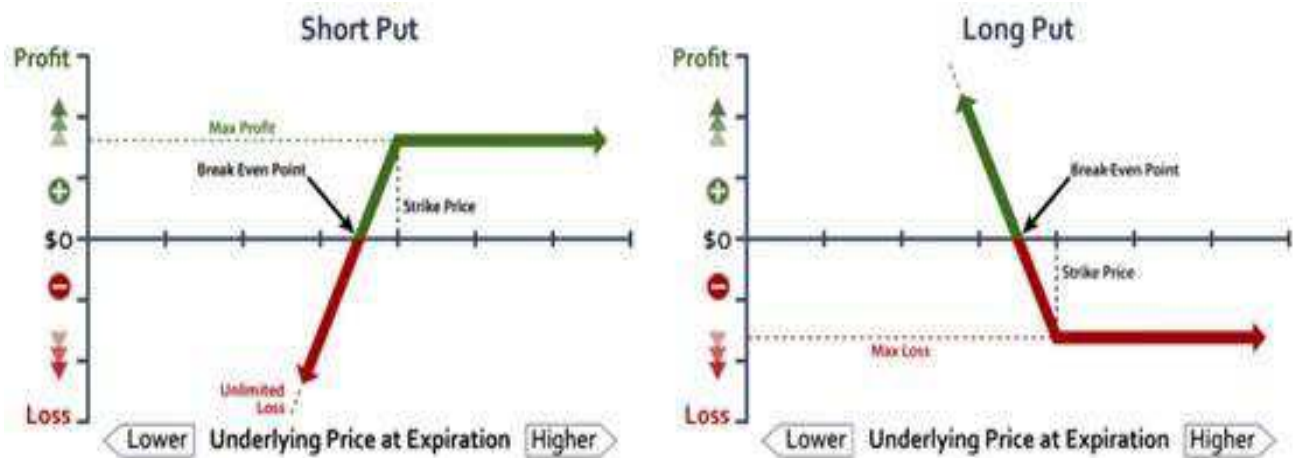 Short Put
Profit
Max Profit
Break Even Point
Strike Price
$0
Unlimited
Loss
Loss
Lower Underlying Price at Expiration Higher
Long Put
Profit
Break Even Point
$0
Strike Price
Max Loss
Loss
Lower Underlying Price at Expiration Higher